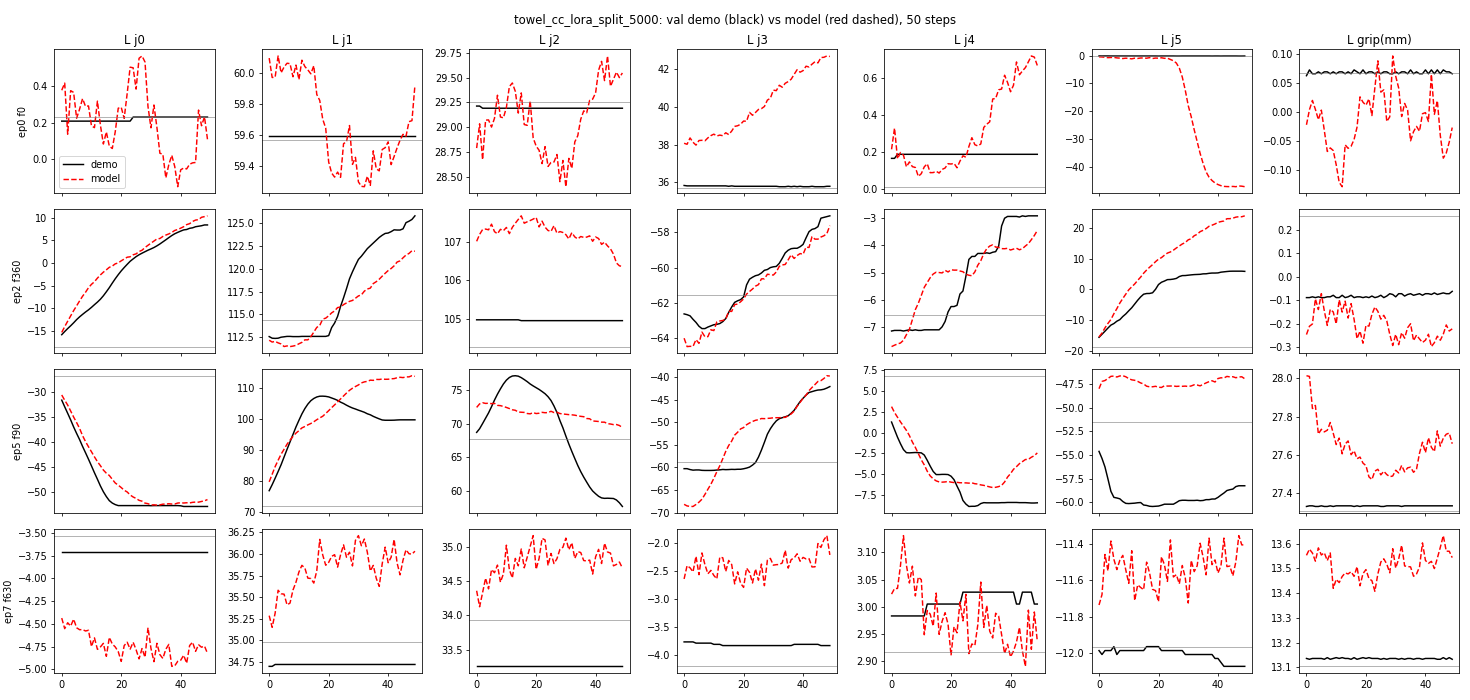 towel_cc_lora_split_5000: val demo (black) vs model (red dashed), 50 steps
L j0 L j1 L j2 L j3 L j4 L j5 L grip(mm)
ep0 f0
0.4 0.2 0.0
demo
model
60.0 59.8 59.6 59.4
29.75 29.50 29.25 29.00 28.75 28.50
42 40 38 36
0.6 0.4 0.2 0.0
0 −10 −20 −30 −40
0.10 0.05 0.00 −0.05 −0.10
ep2 f360
10 5 0 −5 −10 −15
125.0 122.5 120.0 117.5 115.0 112.5
107 106 105
−58 −60 −62 −64
−3 −4 −5 −6 −7
20 10 0 −10 −20
0.2 0.1 0.0 −0.1 −0.2 −0.3
ep5 f90
−30 −35 −40 −45 −50
110 100 90 80 70
75 70 65 60
−40 −45 −50 −55 −60 −65 −70
7.5 5.0 2.5 0.0 −2.5 −5.0 −7.5
−47.5 −50.0 −52.5 −55.0 −57.5 −60.0
28.0 27.8 27.6 27.4
ep7 f630
−3.50 −3.75 −4.00 −4.25 −4.50 −4.75 −5.00
36.25 36.00 35.75 35.50 35.25 35.00 34.75
35.0 34.5 34.0 33.5
−2.0 −2.5 −3.0 −3.5 −4.0
3.10 3.05 3.00 2.95 2.90
−11.4 −11.6 −11.8 −12.0
13.6 13.5 13.4 13.3 13.2 13.1
0 20 40 0 20 40 0 20 40 0 20 40 0 20 40 0 20 40 0 20 40